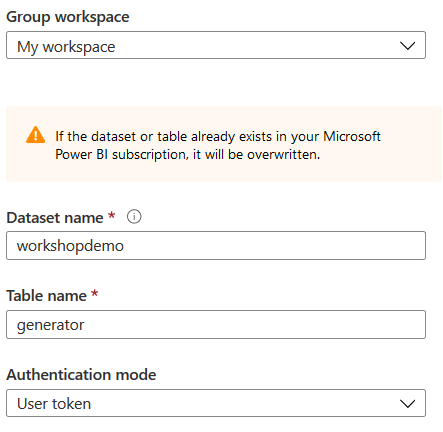 Group workspace
My workspace
If the dataset or table already exists in your Microsoft
Power BI subscription, it will be overwritten.
Dataset name *
workshopdemo
Table name *
generator
Authentication mode
User token